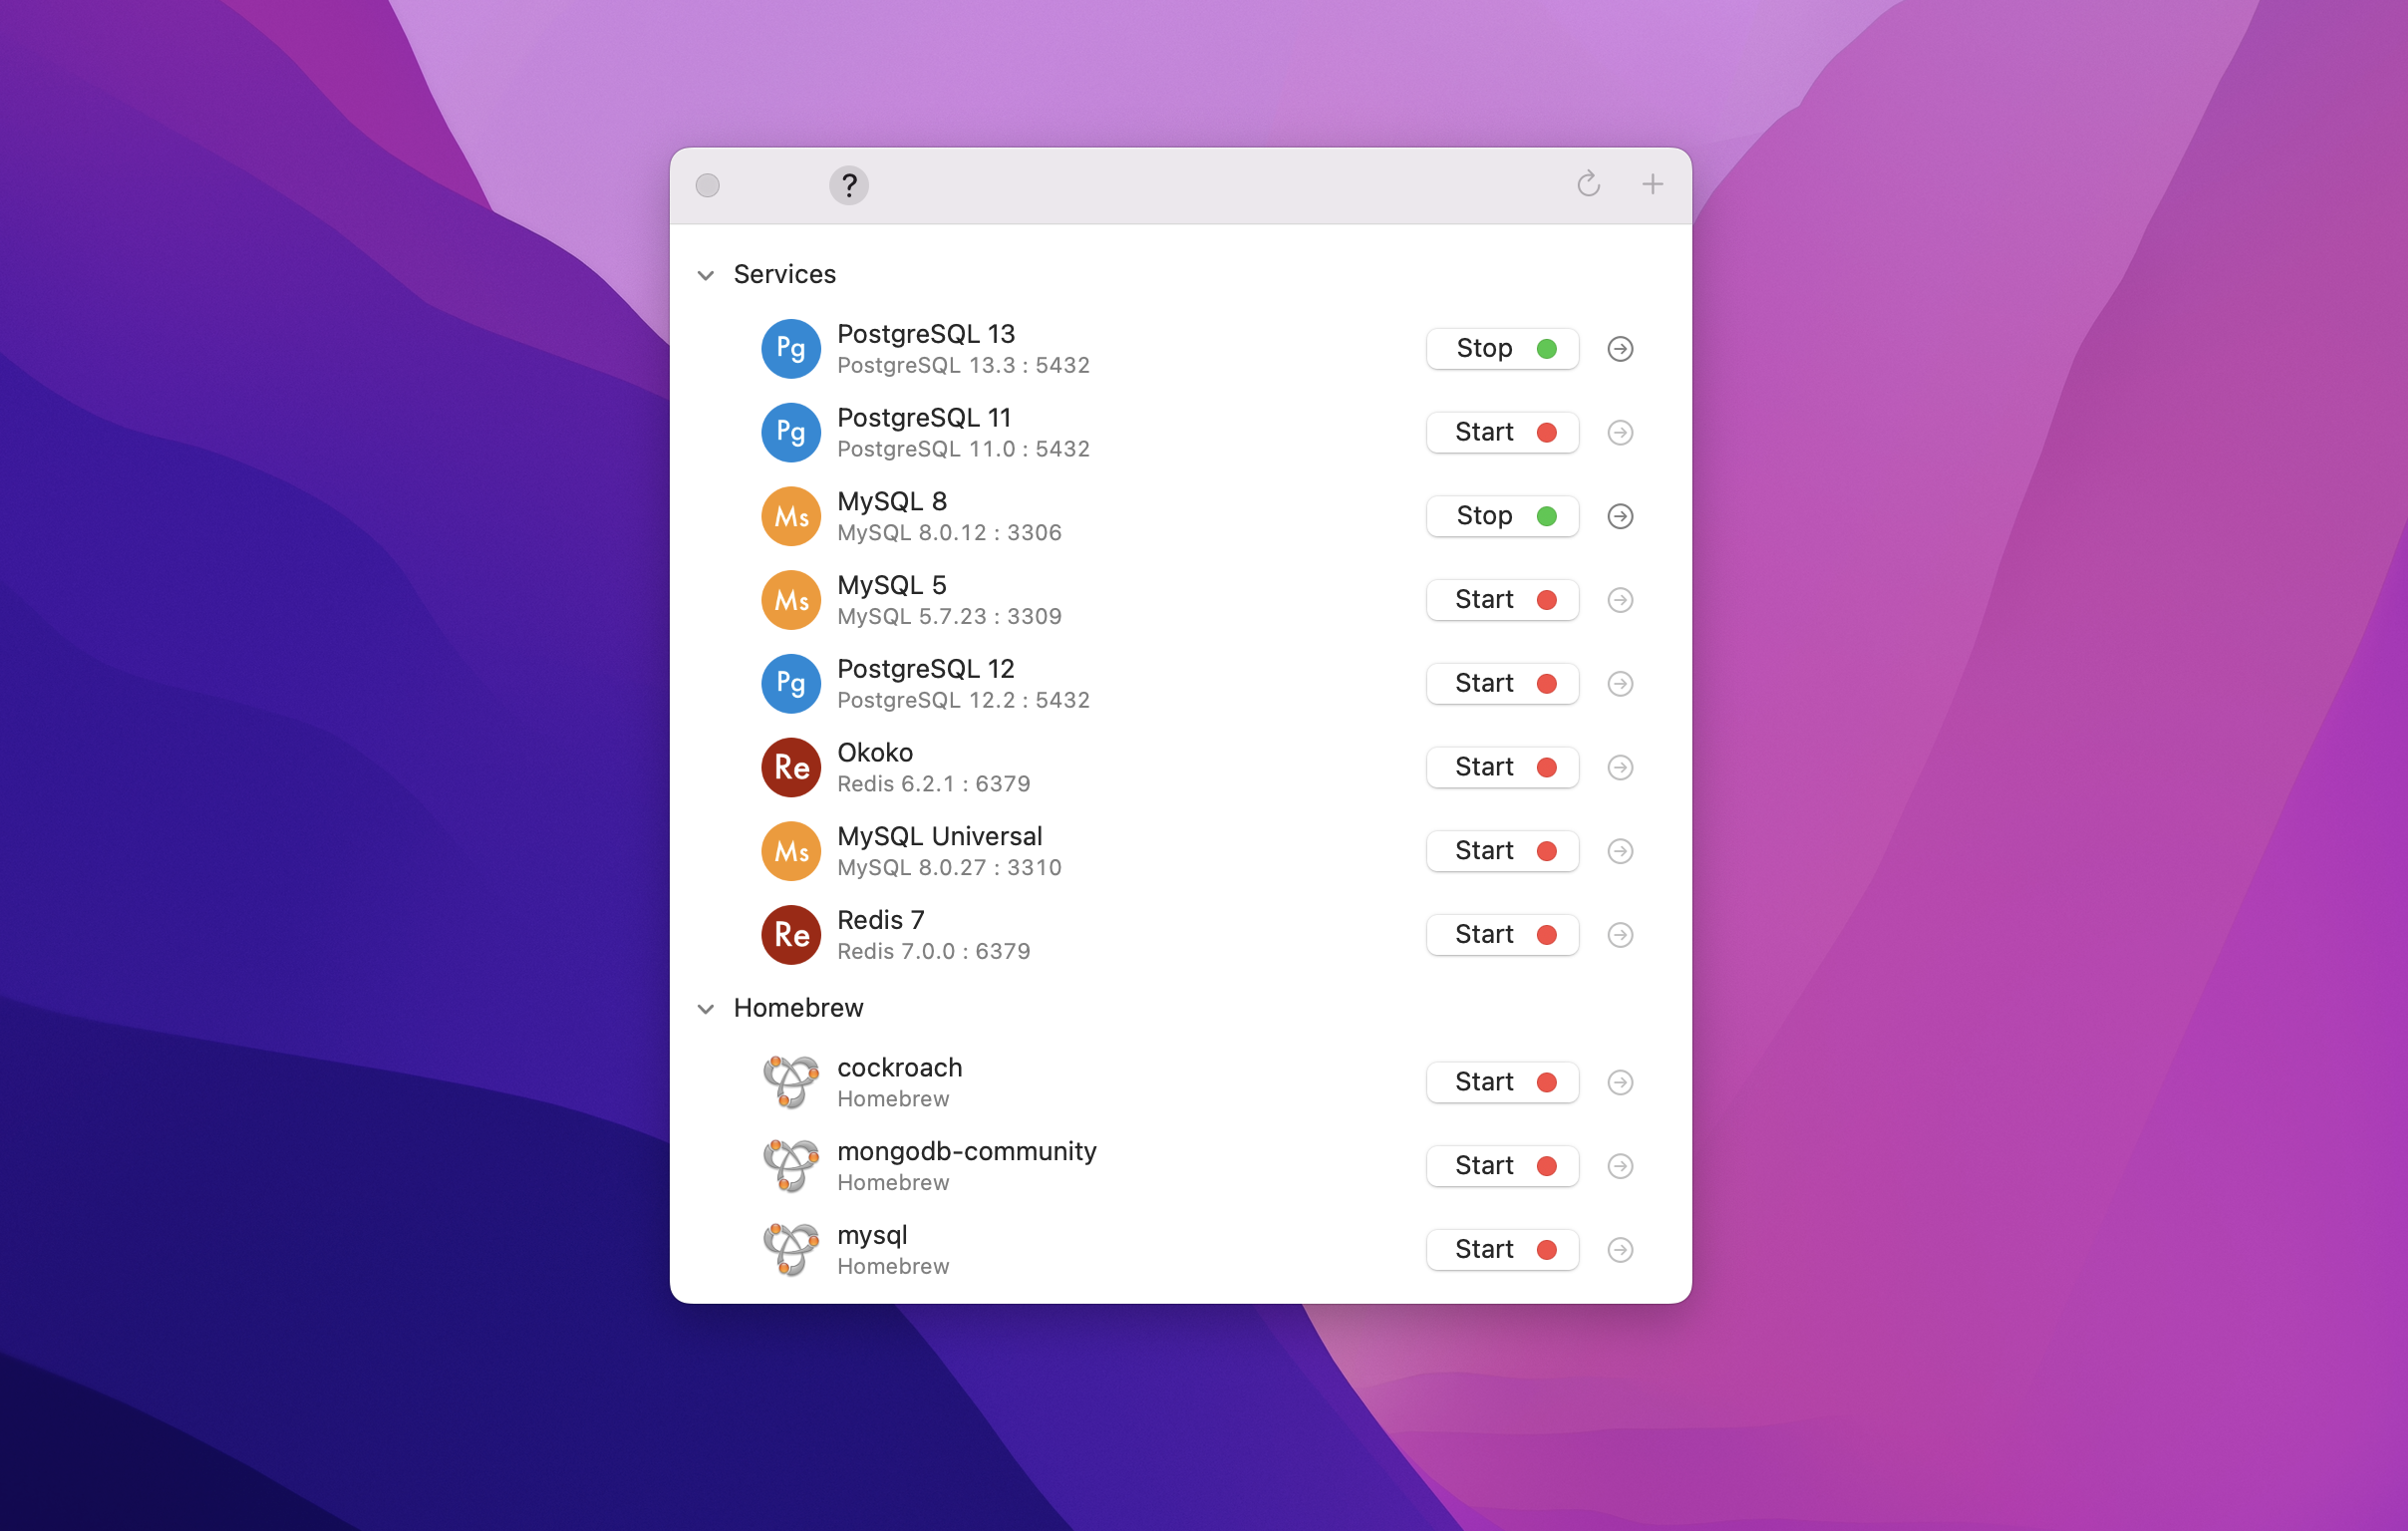 ?
Services
Pg PostgreSQL 13 Stop
PostgreSQL 13.3 : 5432
Pg PostgreSQL 11 Start
PostgreSQL 11.0 : 5432
Ms MySQL 8 Stop
MySQL 8.0.12 : 3306
Ms MySQL 5 Start
MySQL 5.7.23 : 3309
Pg PostgreSQL 12 Start
PostgreSQL 12.2 : 5432
Re Okoko Start
Redis 6.2.1 : 6379
Ms MySQL Universal Start
MySQL 8.0.27 : 3310
Re Redis 7 Start
Redis 7.0.0 : 6379
Homebrew
cockroach Start
Homebrew
mongodb-community Start
Homebrew
mysql Start
Homebrew